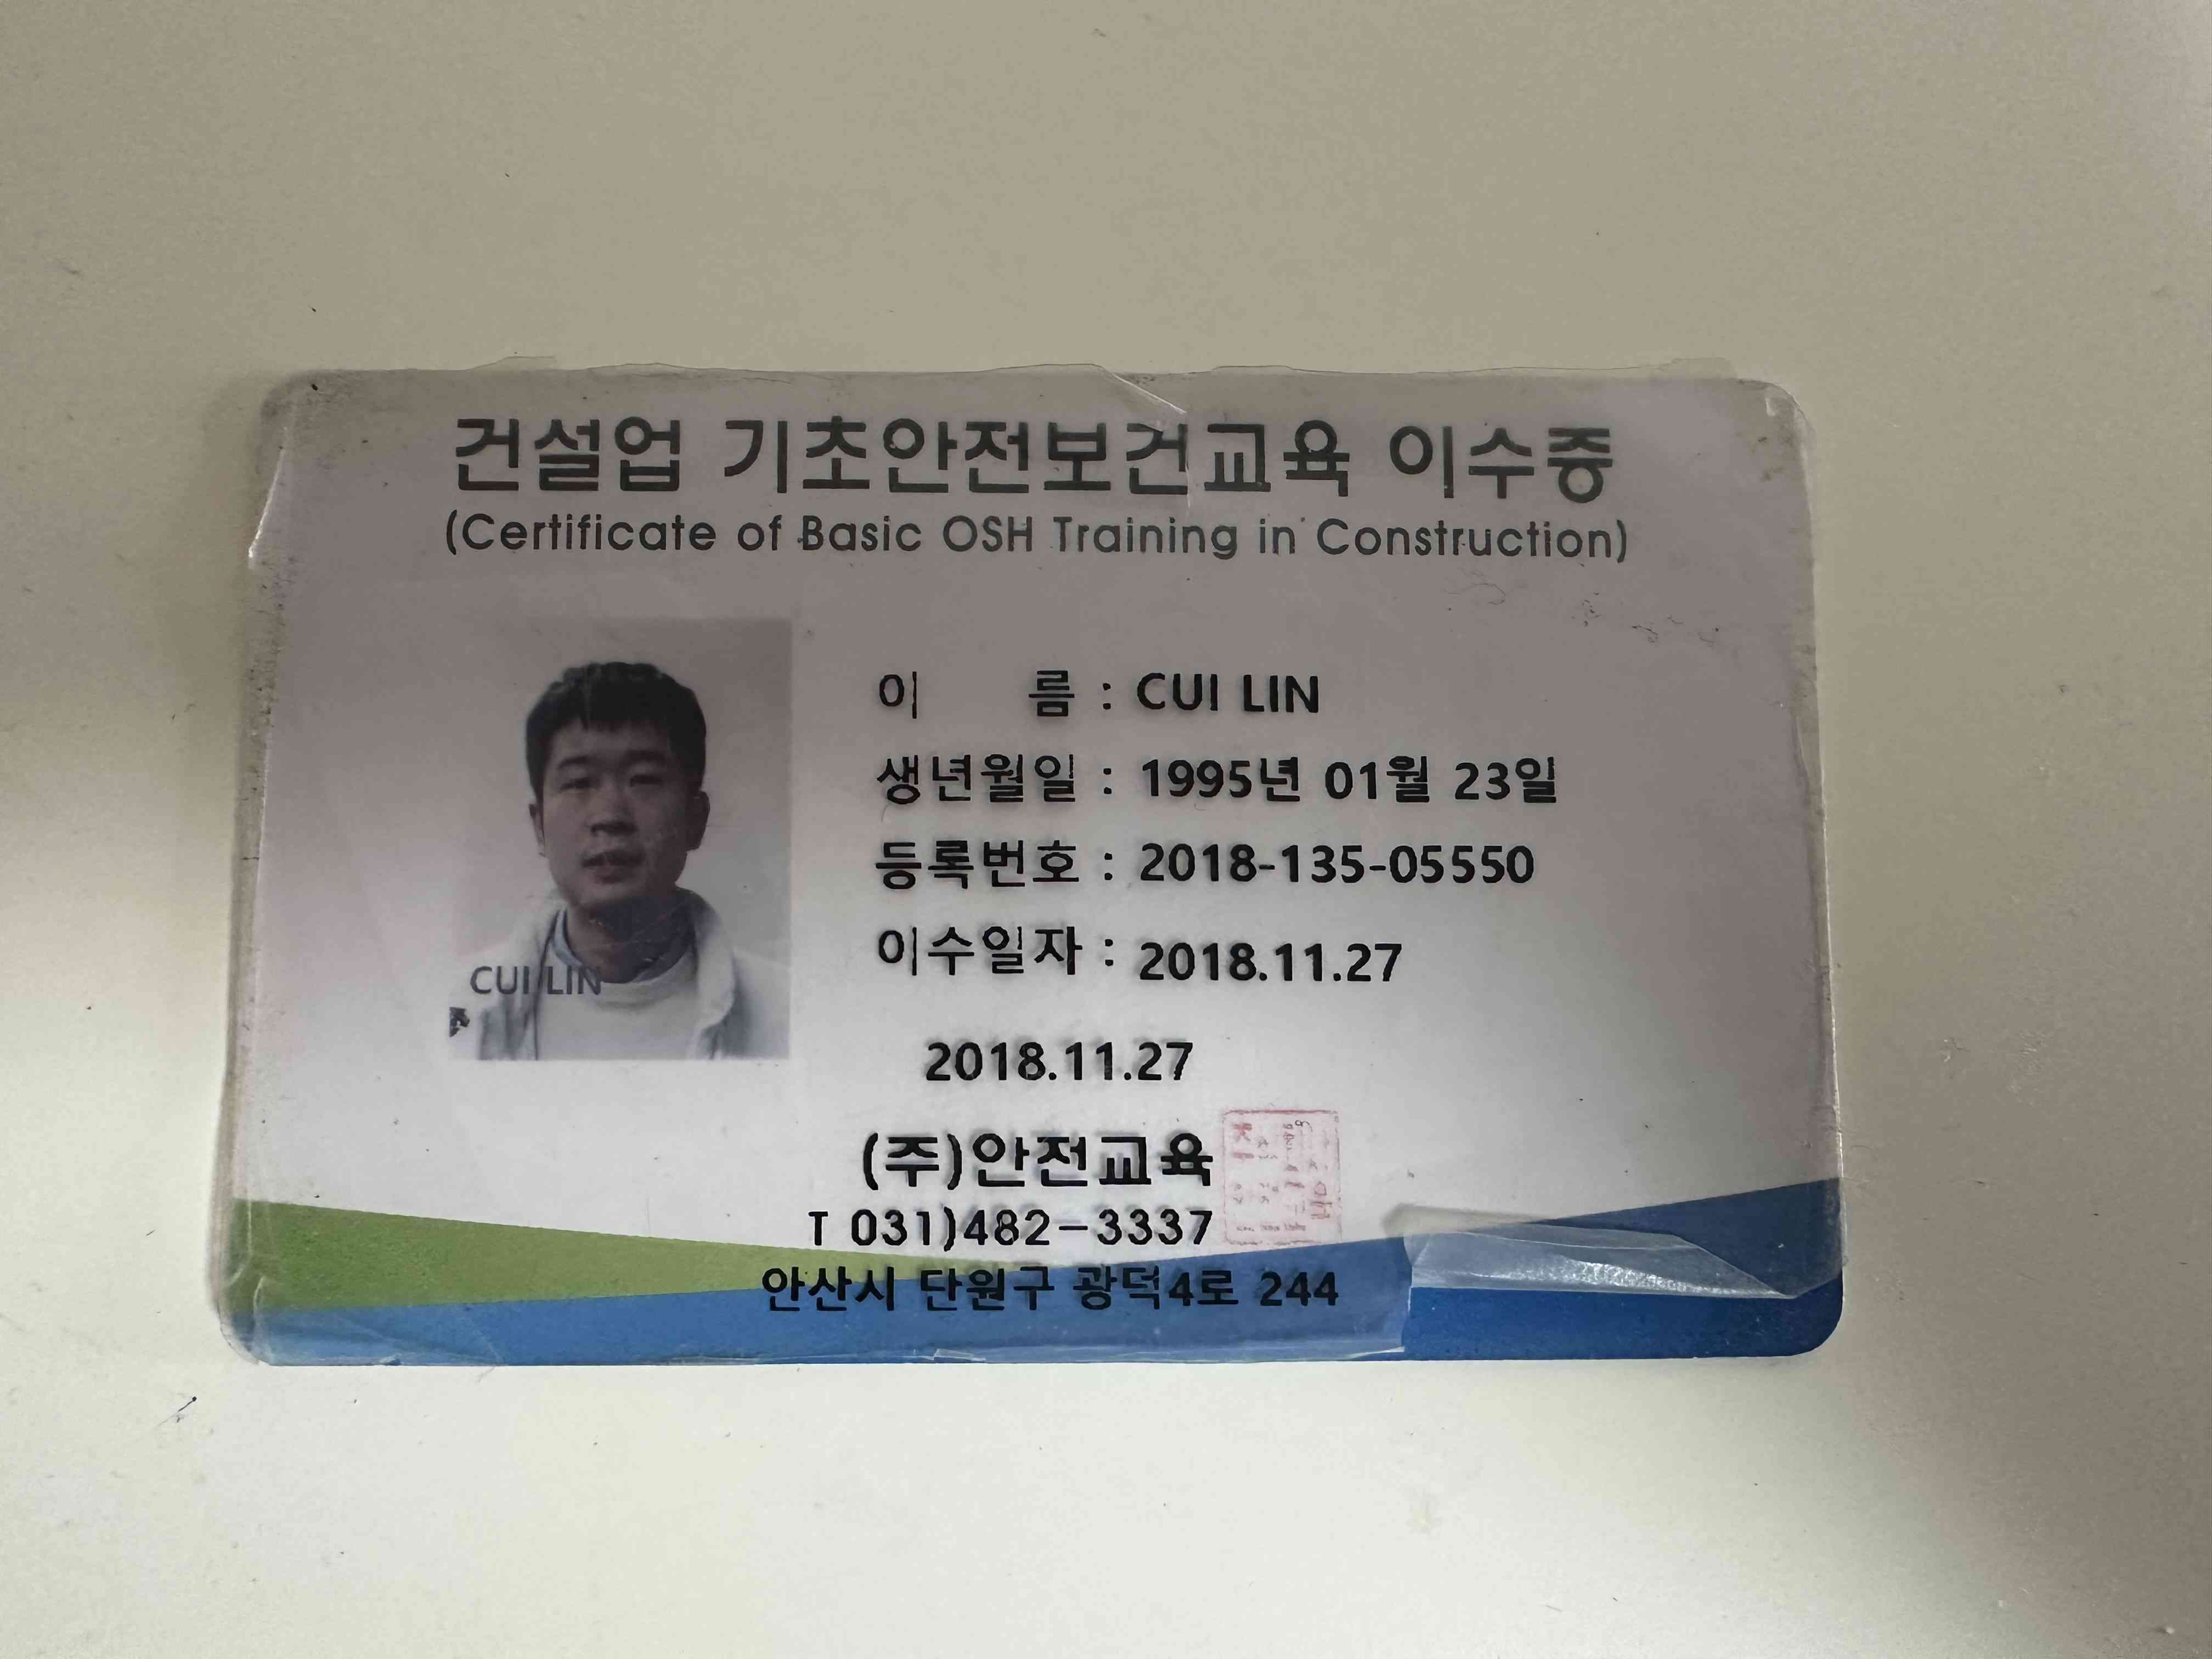 건설업 기초안전보건교육 이수증
(Certificate of Basic OSH Training in Construction)
이 름 : CUI LIN
생년월일 : 1995년 01월 23일
등록번호 : 2018-135-05550
이수일자 : 2018.11.27
CUI LIN
2018.11.27
(주)안전교육
T 031)482-3337
안산시 단원구 광덕4로 244